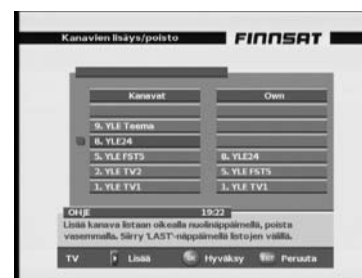 Kanavien lisäys/poisto
FINNSAT
Kanavat Own
9. YLE Teema
8. YLE24
5. YLE FST5 8. YLE24
2. YLE TV2 5. YLE FST5
1. YLE TV1 1. YLE TV1
OHJE 19:22
Lisää kanava listaan oikealla nuolinäppäimellä, poista
vasemmalla. Siirry 'LAST'-näppäimellä listojen välillä.
TV Lisää OK Hyväksy Peruuta